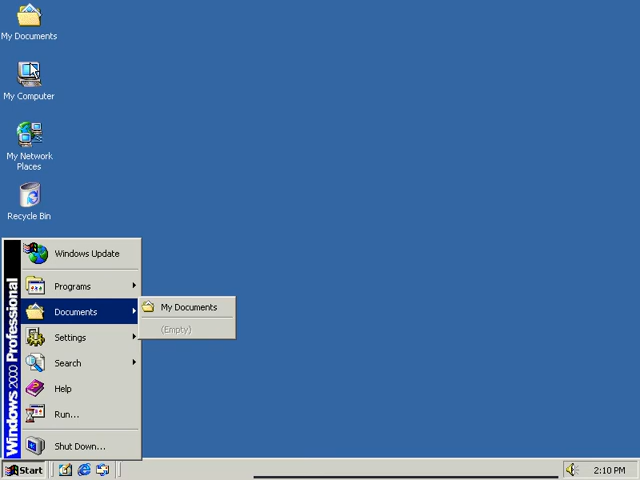 My Documents
My Computer
My Network
Places
Recycle Bin
Windows 2000 Professional
Windows Update
Programs
Documents
Settings
Search
Help
Run...
Shut Down...
My Documents
(Empty)
Start
2:10 PM